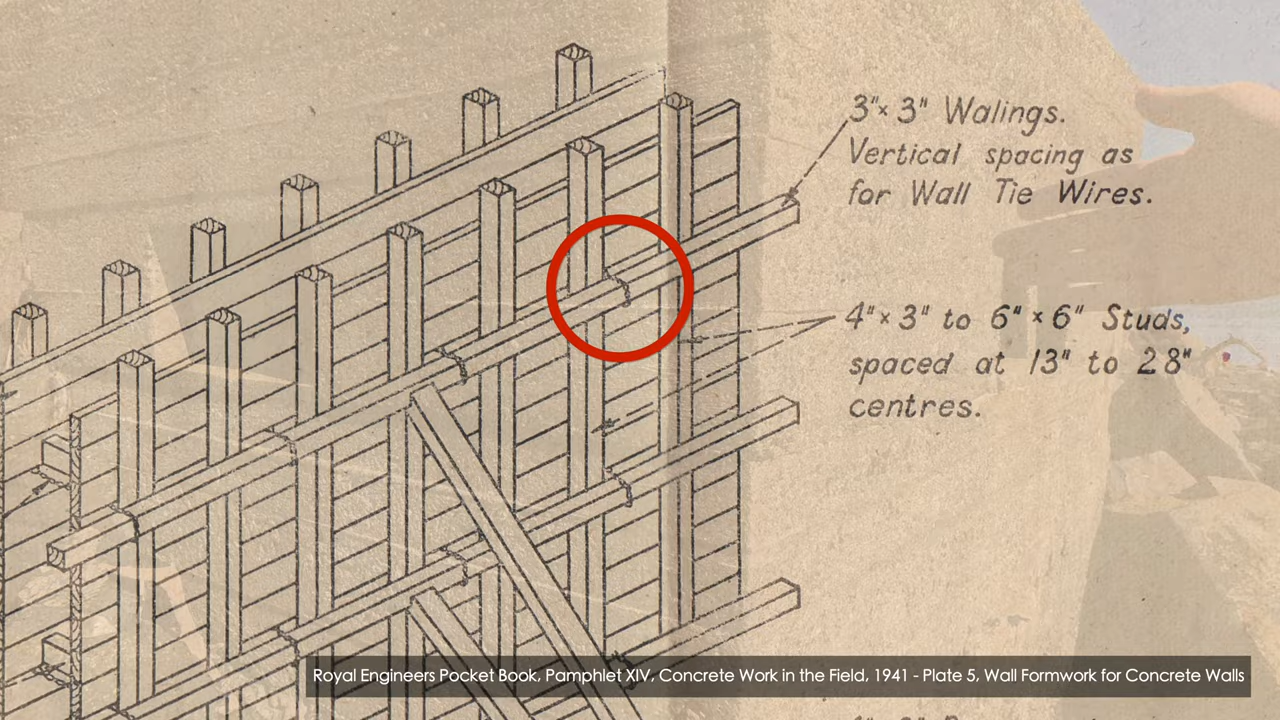 3"× 3" Walings.
Vertical spacing as
for Wall Tie Wires.
4"× 3" to 6"× 6" Studs,
spaced at 13" to 28"
centres.
Royal Engineers Pocket Book, Pamphlet XIV, Concrete Work in the Field, 1941 - Plate 5, Wall Formwork for Concrete Walls